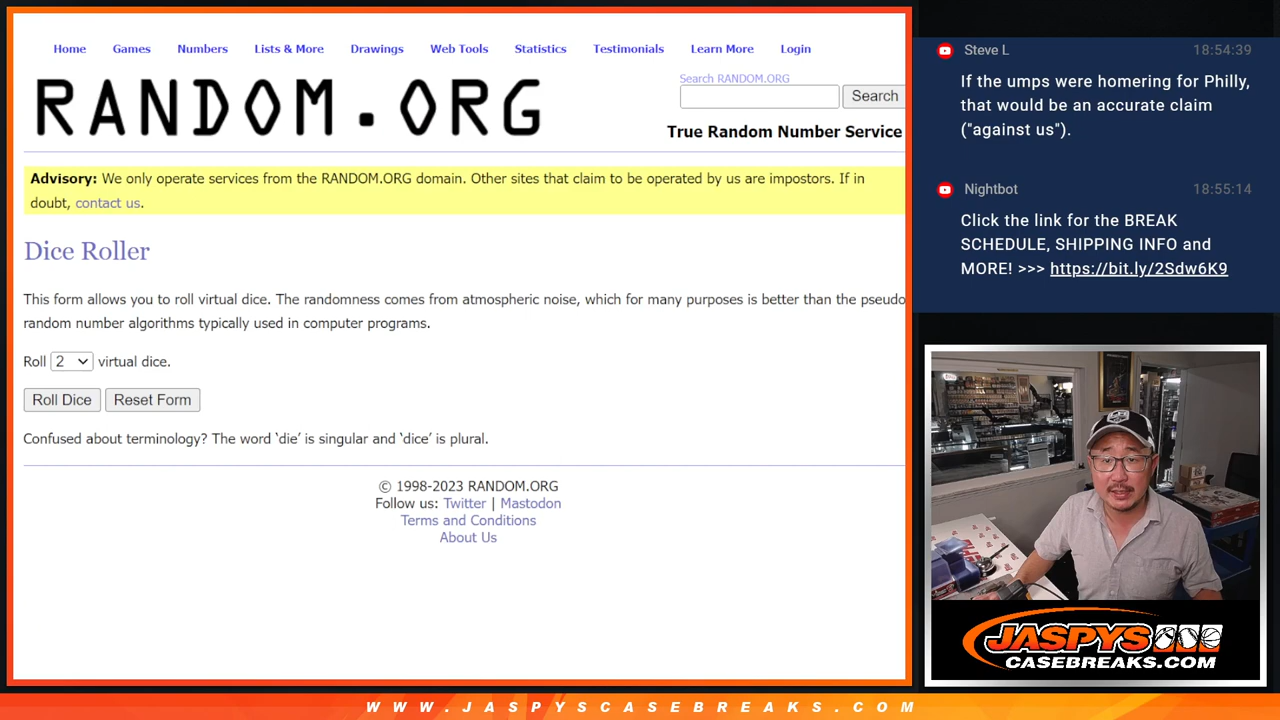 Home Games Numbers Lists & More Drawings Web Tools Statistics Testimonials Learn More Login
RANDOM.ORG
Search RANDOM.ORG
Search
True Random Number Service
Advisory: We only operate services from the RANDOM.ORG domain. Other sites that claim to be operated by us are impostors. If in
doubt, contact us.
Dice Roller
This form allows you to roll virtual dice. The randomness comes from atmospheric noise, which for many purposes is better than the pseudo
random number algorithms typically used in computer programs.
Roll 2 virtual dice.
Roll Dice Reset Form
Confused about terminology? The word ‘die’ is singular and ‘dice’ is plural.
© 1998-2023 RANDOM.ORG
Follow us: Twitter | Mastodon
Terms and Conditions
About Us
Steve L 18:54:39
If the umps were homering for Philly,
that would be an accurate claim
("against us").
Nightbot 18:55:14
Click the link for the BREAK
SCHEDULE, SHIPPING INFO and
MORE! >>> https://bit.ly/2Sdw6K9
JASPYS
CASEBREAKS.COM
WWW.JASPYSCASEBREAKS.COM